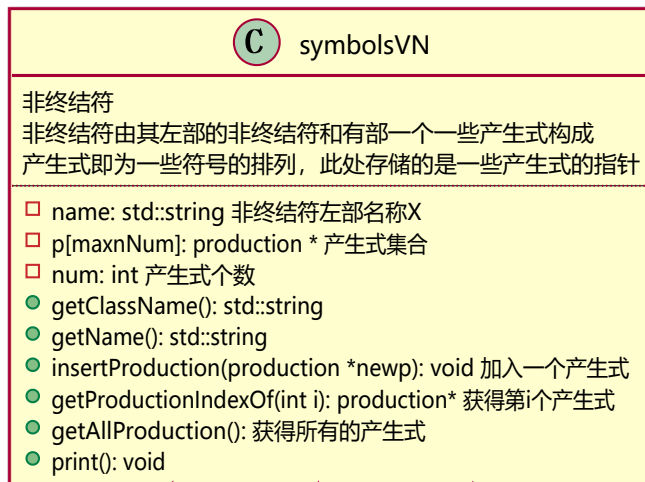 C symbolsVN
非终结符
非终结符由其左部的非终结符和有部一个一些产生式构成
产生式即为一些符号的排列，此处存储的是一些产生式的指针
name: std::string 非终结符左部名称X
p[maxnNum]: production * 产生式集合
num: int 产生式个数
getClassName(): std::string
getName(): std::string
insertProduction(production *newp): void 加入一个产生式
getProductionIndexOf(int i): production* 获得第i个产生式
getAllProduction(): 获得所有的产生式
print(): void